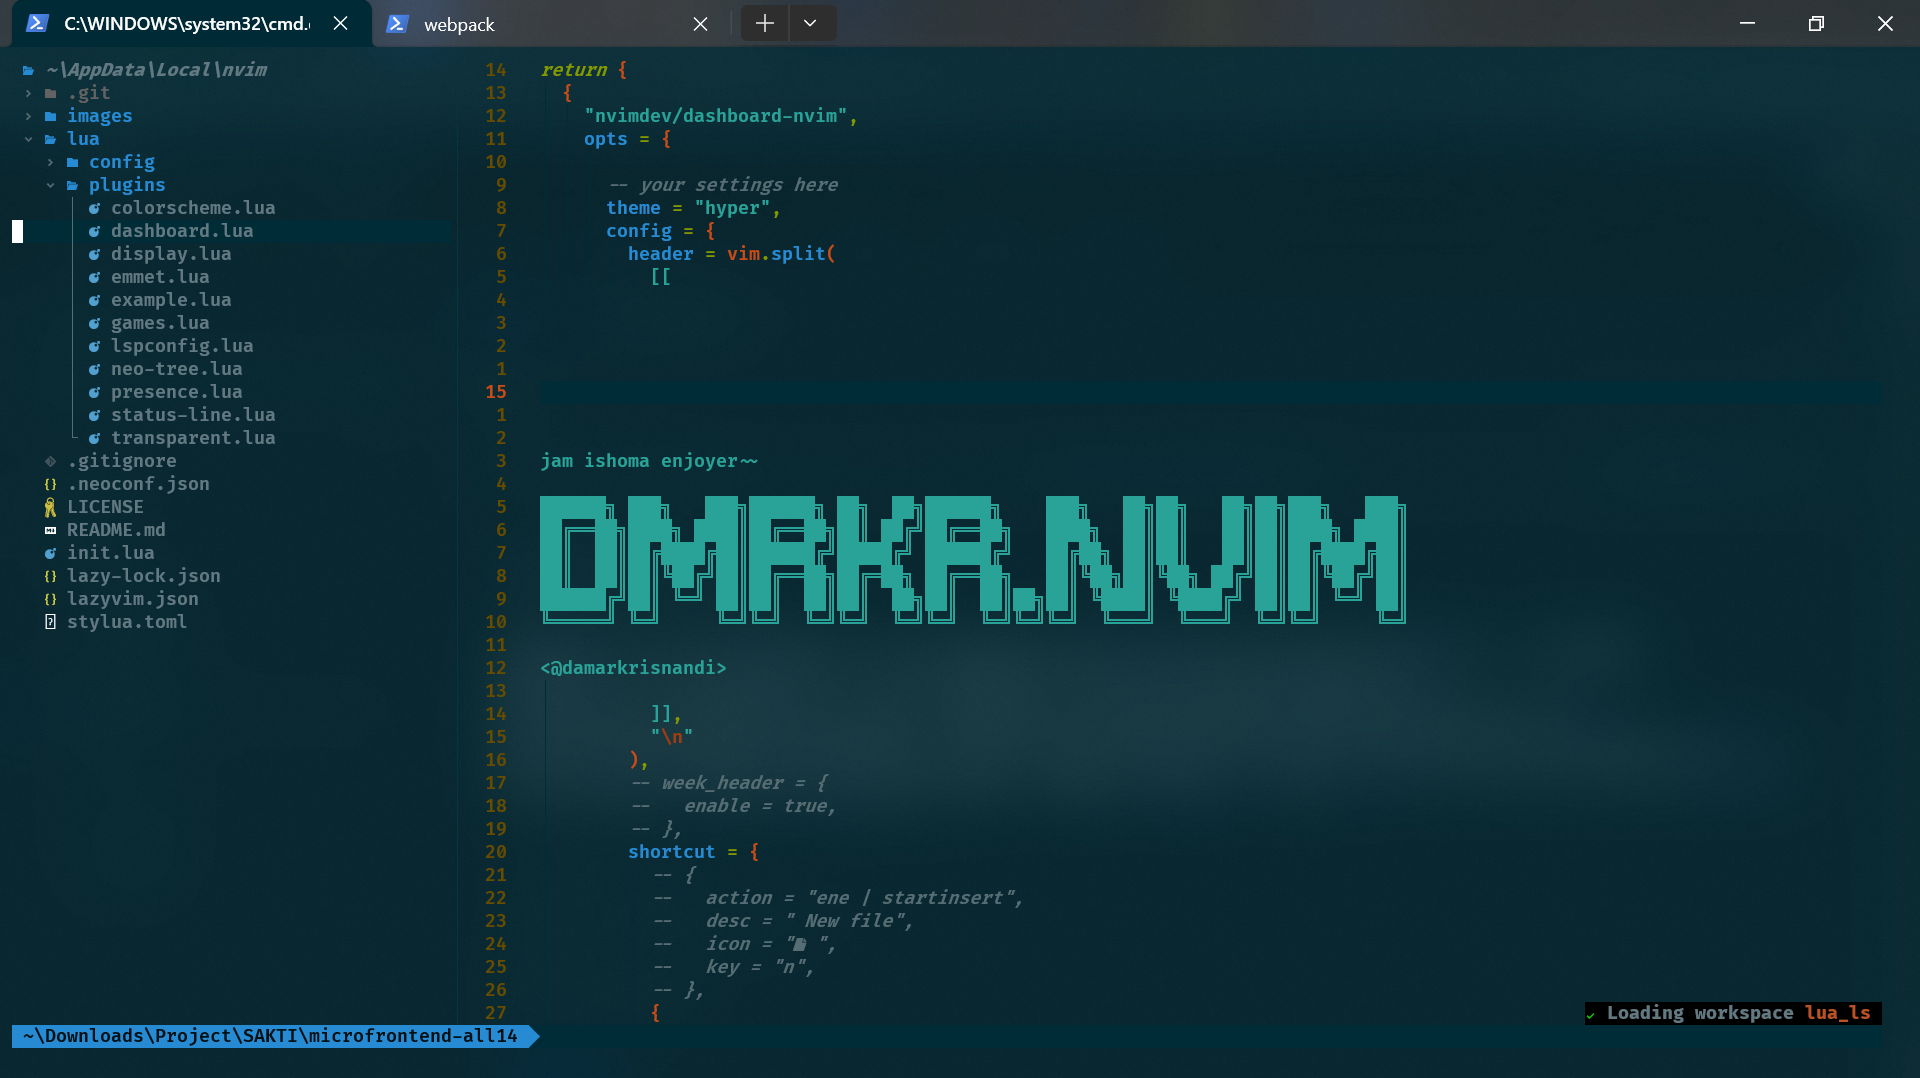 C:\WINDOWS\system32\cmd.
webpack
~\AppData\Local\nvim
.git
images
lua
config
plugins
colorscheme.lua
dashboard.lua
display.lua
emmet.lua
example.lua
games.lua
lspconfig.lua
neo-tree.lua
presence.lua
status-line.lua
transparent.lua
.gitignore
{} .neoconf.json
LICENSE
README.md
init.lua
{} lazy-lock.json
{} lazyvim.json
stylua.toml
14 return {
13 {
12 "nvimdev/dashboard-nvim",
11 opts = {
10
9 -- your settings here
8 theme = "hyper",
7 config = {
6 header = vim.split(
5 [[
4
3
2
1
15
1
2
3 jam ishoma enjoyer~~
4
5
6
7 DMRKR.NVIM
8
9
10
11
12 <@damarkrisnandi>
13
14 ]],
15 "\n"
16 ),
17 -- week_header = {
18 -- enable = true,
19 -- },
20 shortcut = {
21 -- {
22 -- action = "ene | startinsert",
23 -- desc = " New file",
24 -- icon = " ",
25 -- key = "n",
26 -- },
27 {
✓ Loading workspace lua_ls
~\Downloads\Project\SAKTI\microfrontend-all14